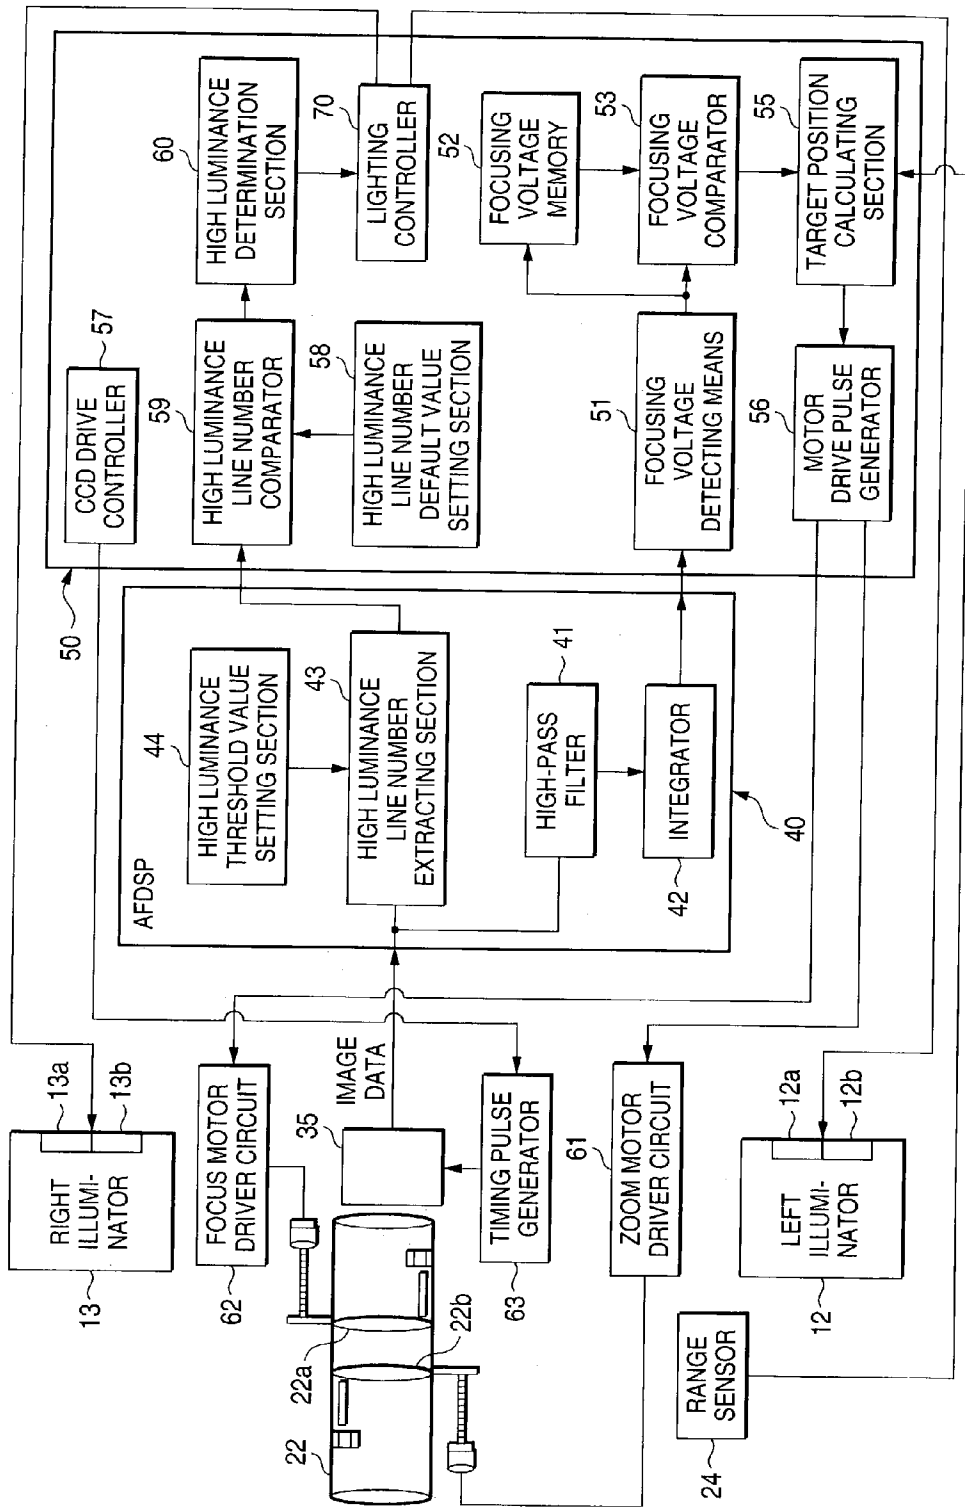 50
CCD DRIVE
CONTROLLER
57
AFDSP
44
HIGH LUMINANCE
THRESHOLD VALUE
SETTING SECTION
43
HIGH LUMINANCE
LINE NUMBER
EXTRACTING SECTION
59
HIGH LUMINANCE
LINE NUMBER
COMPARATOR
58
HIGH LUMINANCE
LINE NUMBER
DEFAULT VALUE
SETTING SECTION
60
HIGH LUMINANCE
DETERMINATION
SECTION
70
LIGHTING
CONTROLLER
52
FOCUSING
VOLTAGE
MEMORY
53
FOCUSING
VOLTAGE
COMPARATOR
55
TARGET POSITION
CALCULATING
SECTION
51
FOCUSING
VOLTAGE
DETECTING MEANS
56
MOTOR
DRIVE PULSE
GENERATOR
41
HIGH-PASS
FILTER
42
INTEGRATOR
40
13
RIGHT
ILLUMI-
NATOR
13a
13b
62
FOCUS MOTOR
DRIVER CIRCUIT
35
IMAGE
DATA
22
22a
22b
63
TIMING PULSE
GENERATOR
61
ZOOM MOTOR
DRIVER CIRCUIT
12
LEFT
ILLUMI-
NATOR
12a
12b
24
RANGE
SENSOR